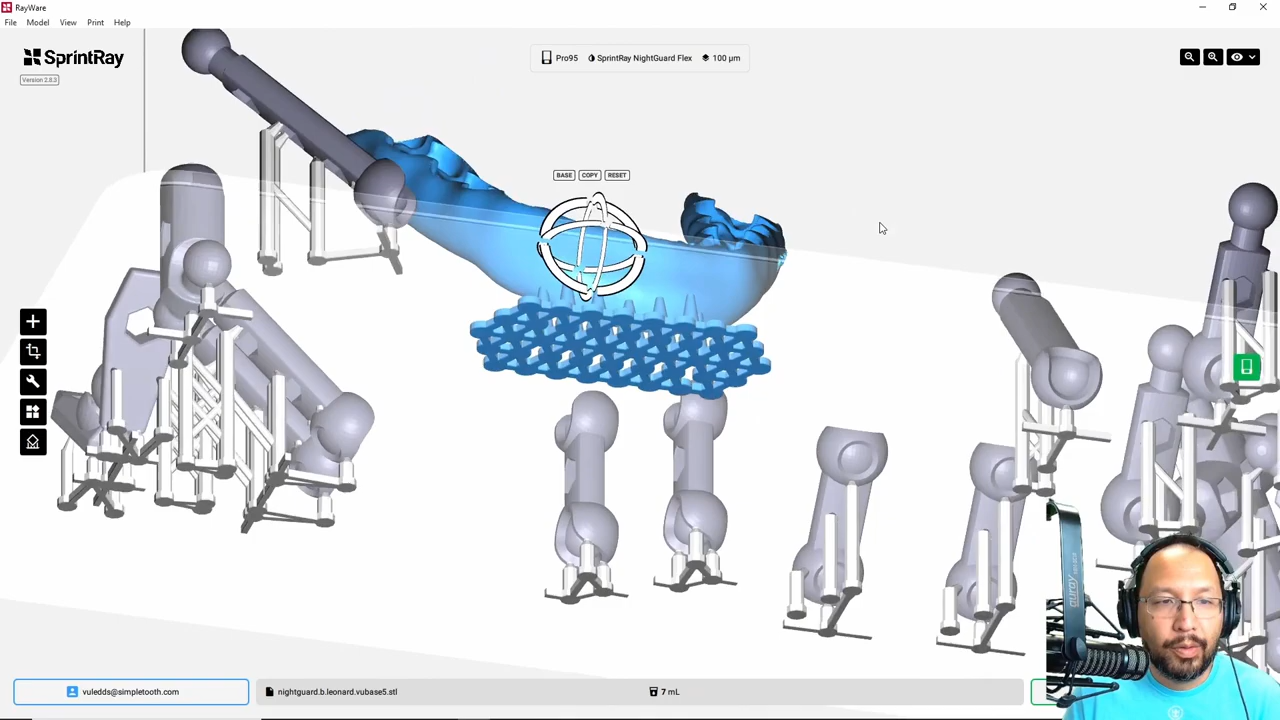 RayWare
File Model View Print Help
SprintRay
Version 2.8.3
Pro95 SprintRay NightGuard Flex 100 µm
BASE COPY RESET
vuledds@simpletooth.com
nightguard.b.leonard.vubase5.stl
7 mL